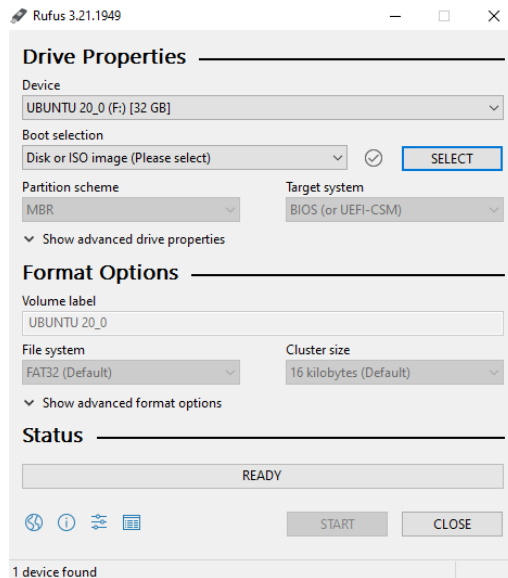 Rufus 3.21.1949
Drive Properties
Device
UBUNTU 20_0 (F:) [32 GB]
Boot selection
Disk or ISO image (Please select)
SELECT
Partition scheme
Target system
MBR
BIOS (or UEFI-CSM)
Show advanced drive properties
Format Options
Volume label
UBUNTU 20_0
File system
Cluster size
FAT32 (Default)
16 kilobytes (Default)
Show advanced format options
Status
READY
START
CLOSE
1 device found